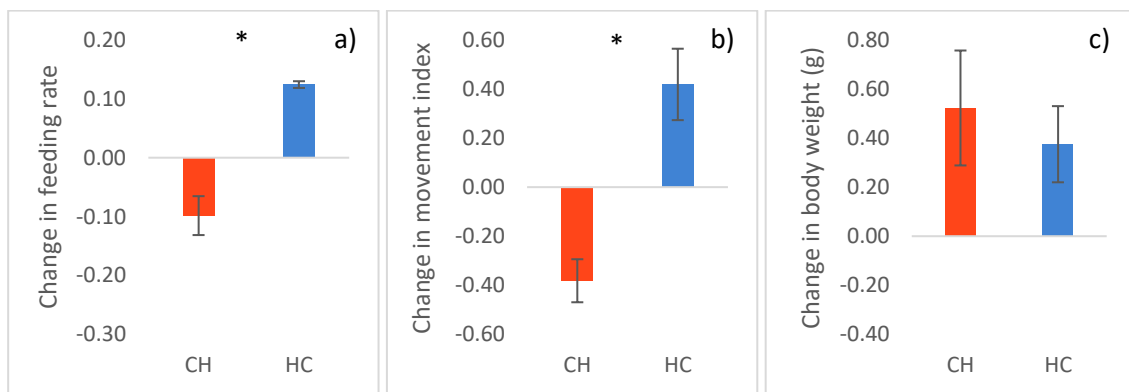 Change in feeding rate
0.20
0.10
0.00
-0.10
-0.20
-0.30
*
a)
CH HC
Change in movement index
0.60
0.40
0.20
0.00
-0.20
-0.40
-0.60
*
b)
CH HC
Change in body weight (g)
0.80
0.60
0.40
0.20
0.00
-0.20
-0.40
c)
CH HC